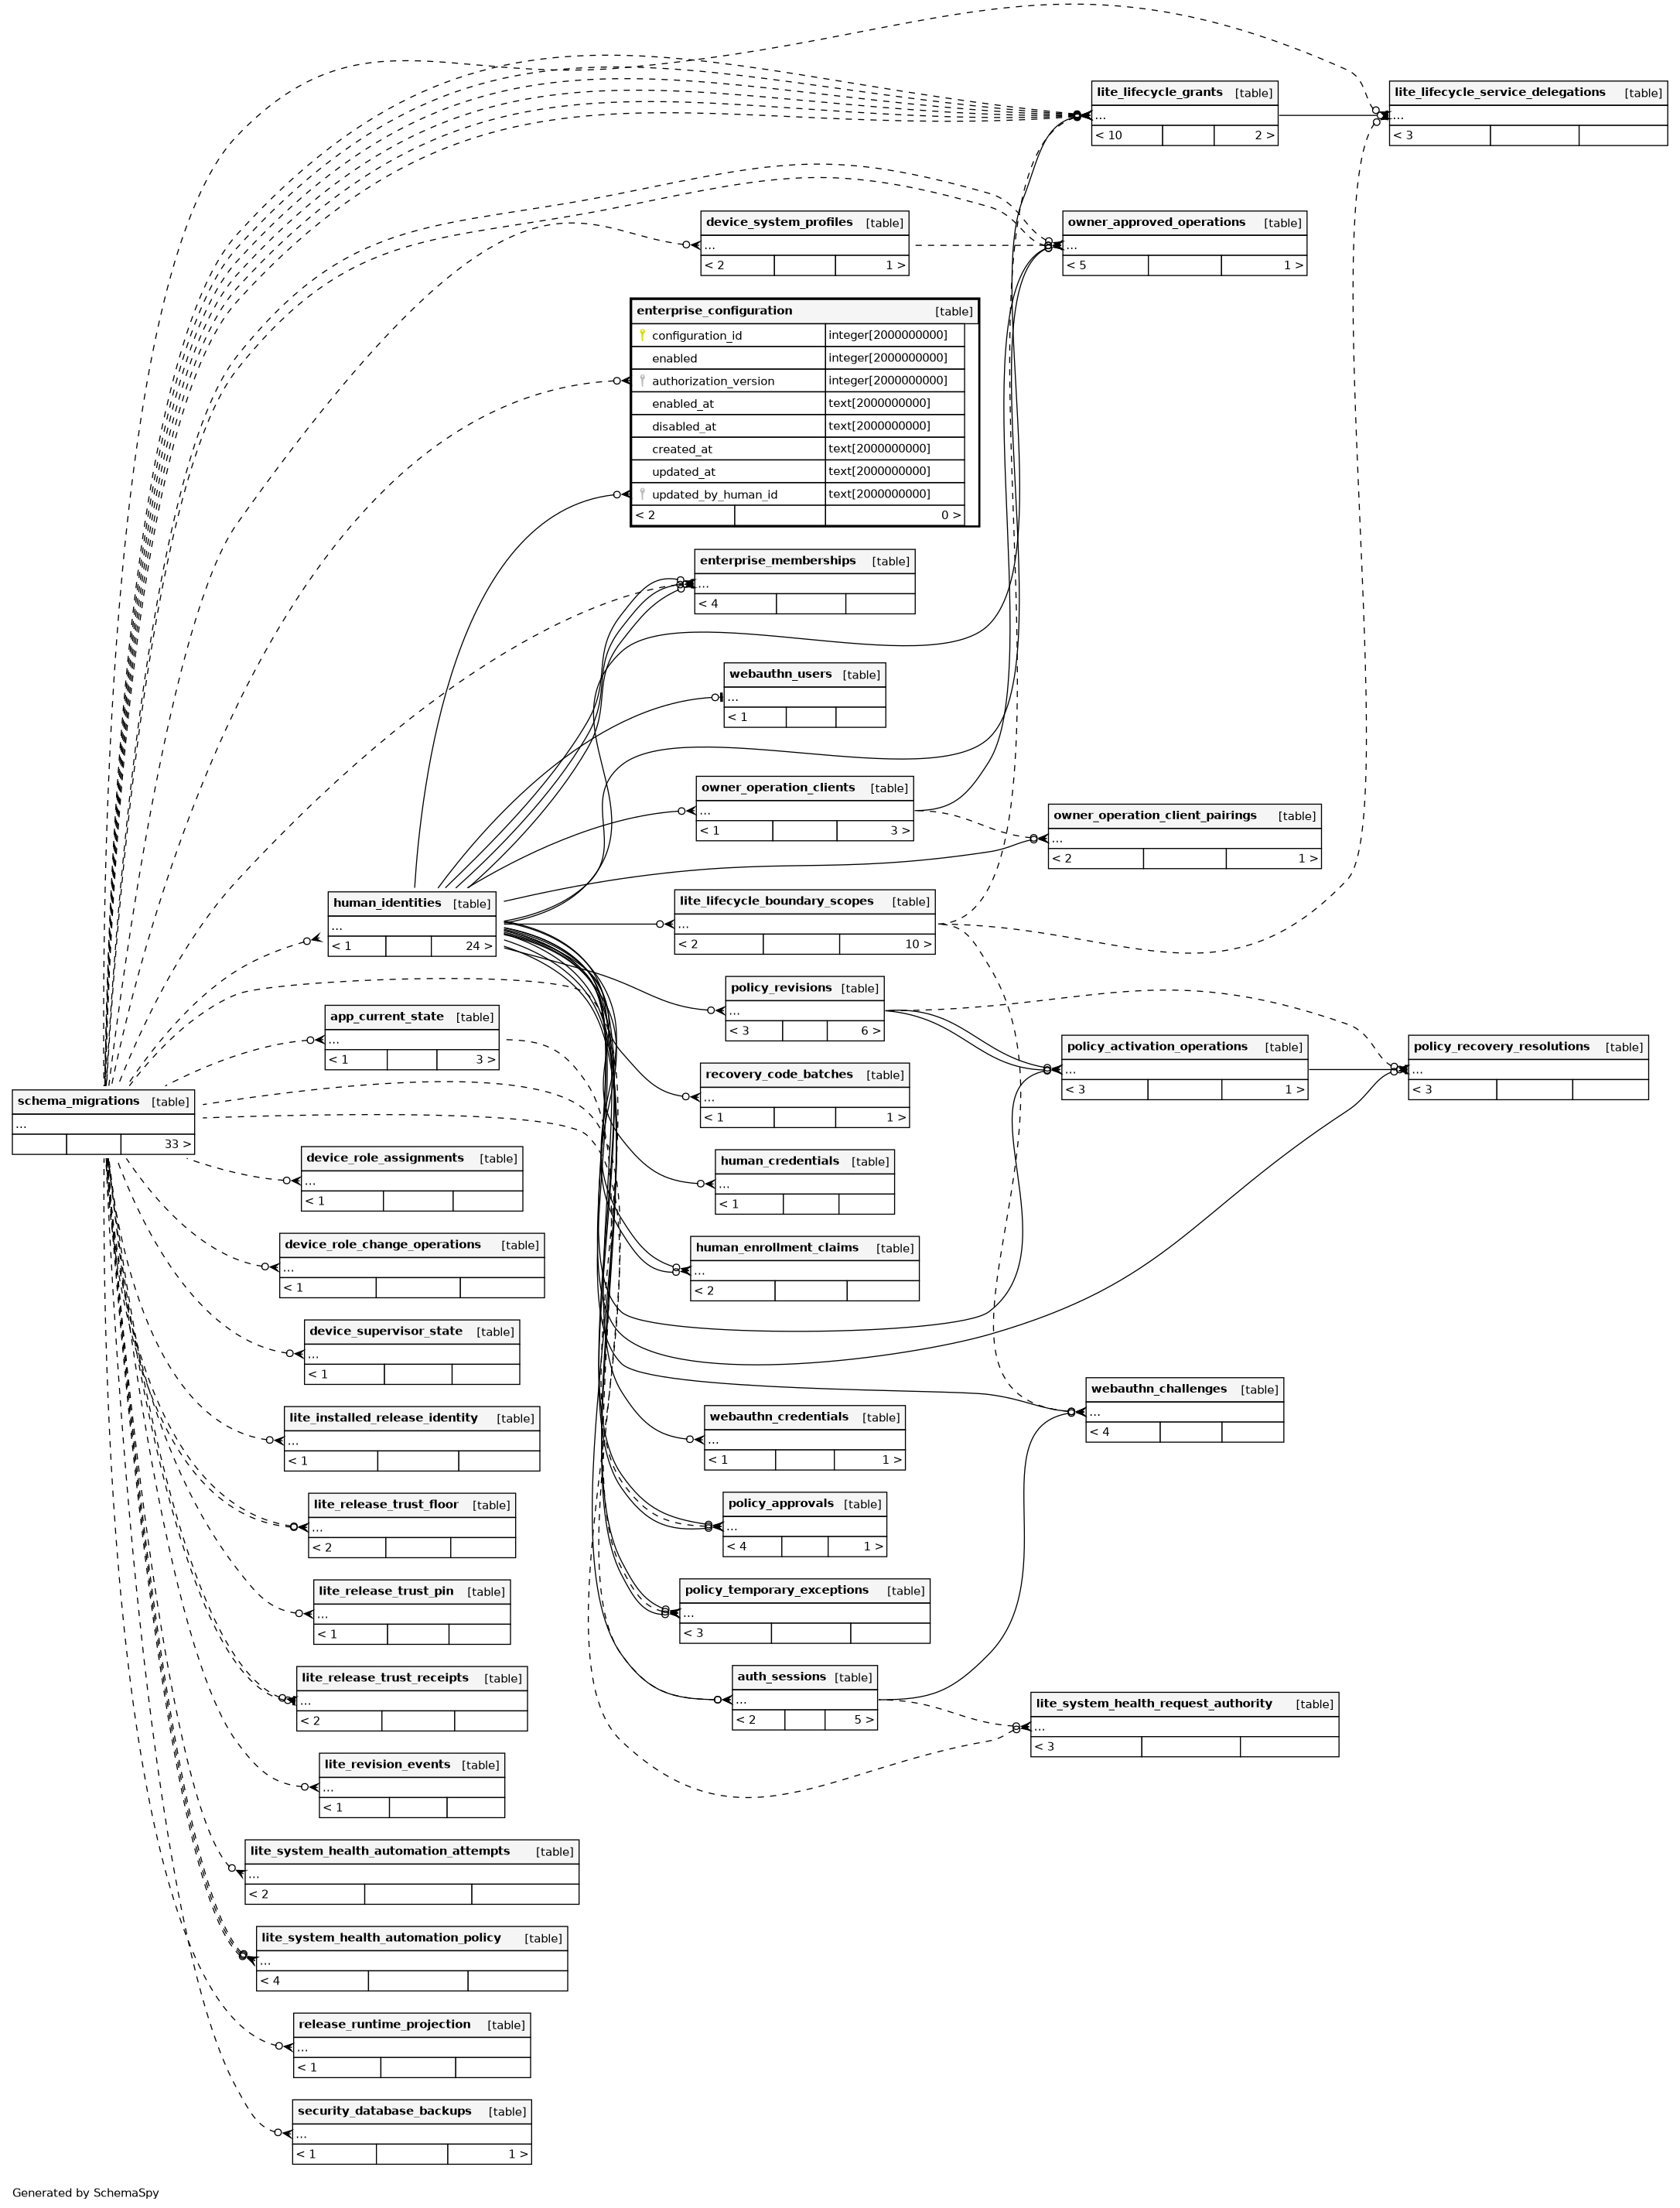 lite_lifecycle_grants [table]
...
< 10 2 >
lite_lifecycle_service_delegations [table]
...
< 3
device_system_profiles [table]
...
< 2 1 >
owner_approved_operations [table]
...
< 5 1 >
enterprise_configuration [table]
configuration_id integer[2000000000]
enabled integer[2000000000]
authorization_version integer[2000000000]
enabled_at text[2000000000]
disabled_at text[2000000000]
created_at text[2000000000]
updated_at text[2000000000]
updated_by_human_id text[2000000000]
< 2 0 >
enterprise_memberships [table]
...
< 4
webauthn_users [table]
...
< 1
owner_operation_clients [table]
...
< 1 3 >
owner_operation_client_pairings [table]
...
< 2 1 >
human_identities [table]
...
< 1 24 >
lite_lifecycle_boundary_scopes [table]
...
< 2 10 >
policy_revisions [table]
...
< 3 6 >
app_current_state [table]
...
< 1 3 >
policy_activation_operations [table]
...
< 3 1 >
policy_recovery_resolutions [table]
...
< 3
recovery_code_batches [table]
...
< 1 1 >
schema_migrations [table]
...
33 >
device_role_assignments [table]
...
< 1
human_credentials [table]
...
< 1
device_role_change_operations [table]
...
< 1
human_enrollment_claims [table]
...
< 2
device_supervisor_state [table]
...
< 1
webauthn_challenges [table]
...
< 4
lite_installed_release_identity [table]
...
< 1
webauthn_credentials [table]
...
< 1 1 >
lite_release_trust_floor [table]
...
< 2
policy_approvals [table]
...
< 4 1 >
lite_release_trust_pin [table]
...
< 1
policy_temporary_exceptions [table]
...
< 3
lite_release_trust_receipts [table]
...
< 2
auth_sessions [table]
...
< 2 5 >
lite_system_health_request_authority [table]
...
< 3
lite_revision_events [table]
...
< 1
lite_system_health_automation_attempts [table]
...
< 2
lite_system_health_automation_policy [table]
...
< 4
release_runtime_projection [table]
...
< 1
security_database_backups [table]
...
< 1 1 >
Generated by SchemaSpy